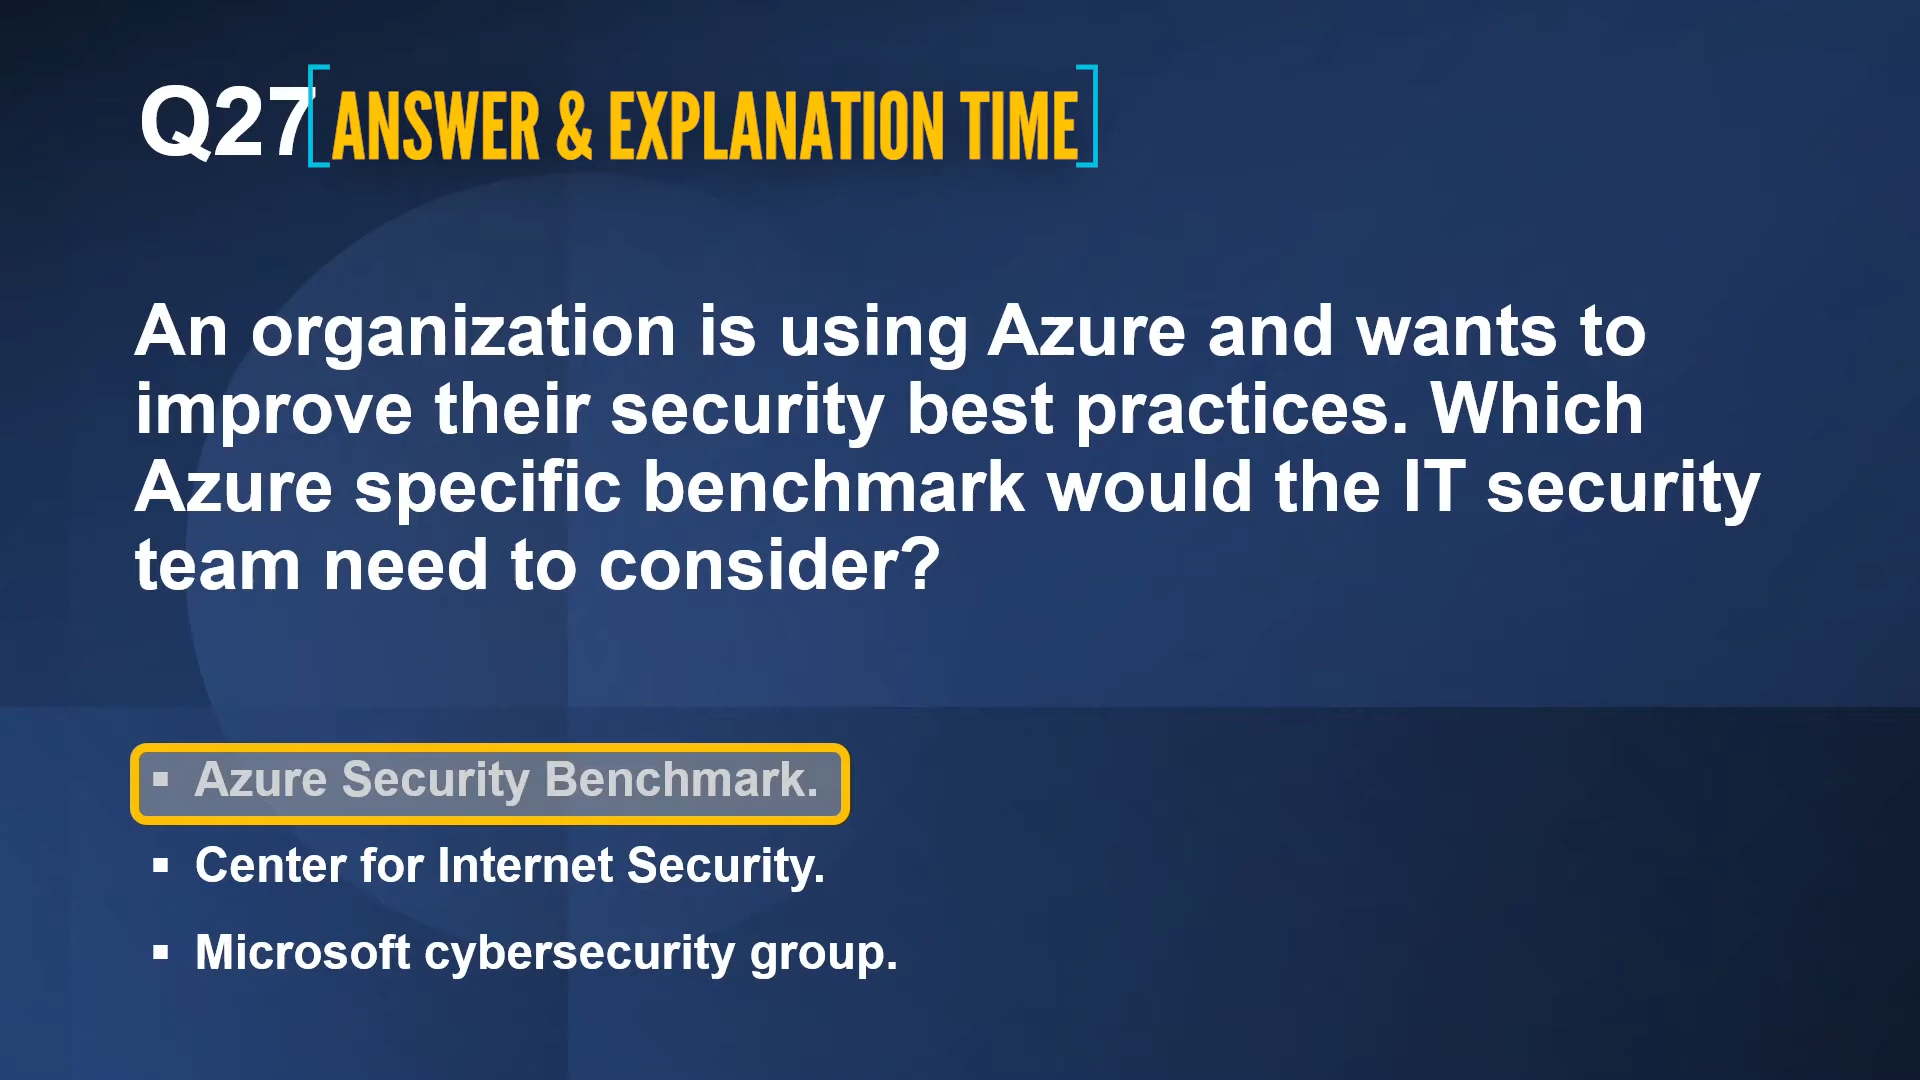 Q27 ANSWER & EXPLANATION TIME
An organization is using Azure and wants to
improve their security best practices. Which
Azure specific benchmark would the IT security
team need to consider?
▪ Azure Security Benchmark.
▪ Center for Internet Security.
▪ Microsoft cybersecurity group.